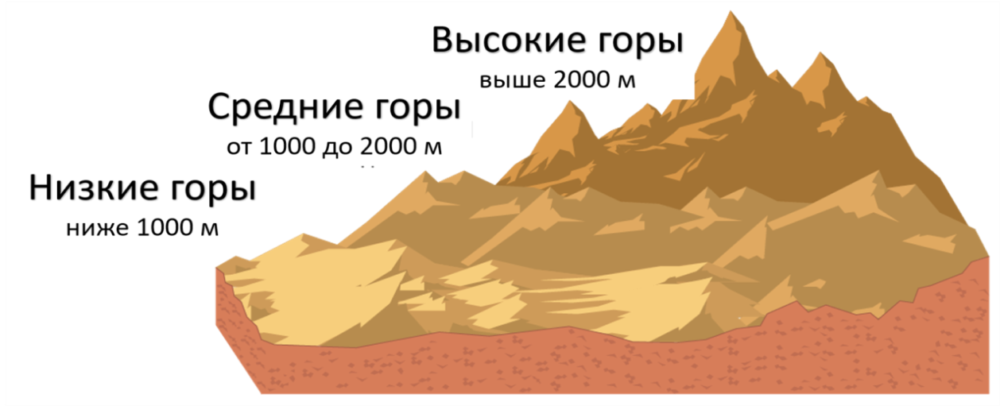 Высокие горы
выше 2000 м
Средние горы
от 1000 до 2000 м
Низкие горы
ниже 1000 м